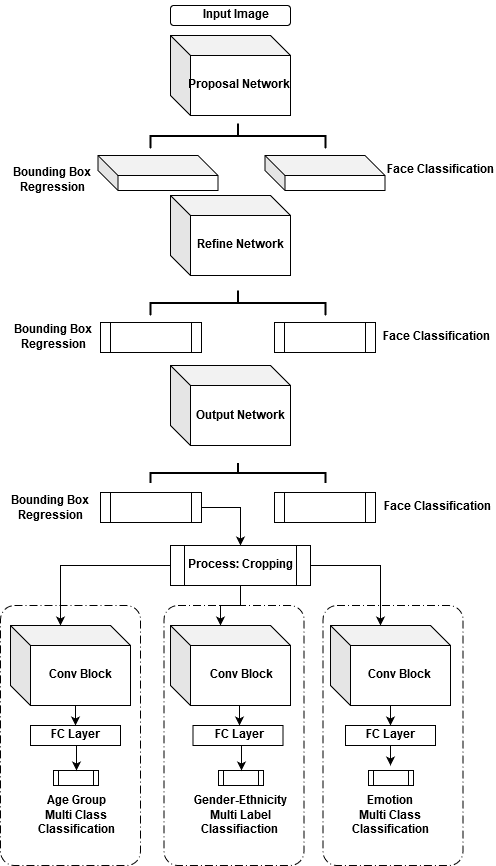 Input Image
Proposal Network
Bounding Box
Regression
Face Classification
Refine Network
Bounding Box
Regression
Face Classification
Output Network
Bounding Box
Regression
Face Classification
Process: Cropping
Conv Block
Conv Block
Conv Block
FC Layer
FC Layer
FC Layer
Age Group
Multi Class
Classification
Gender-Ethnicity
Multi Label
Classifiaction
Emotion
Multi Class
Classification